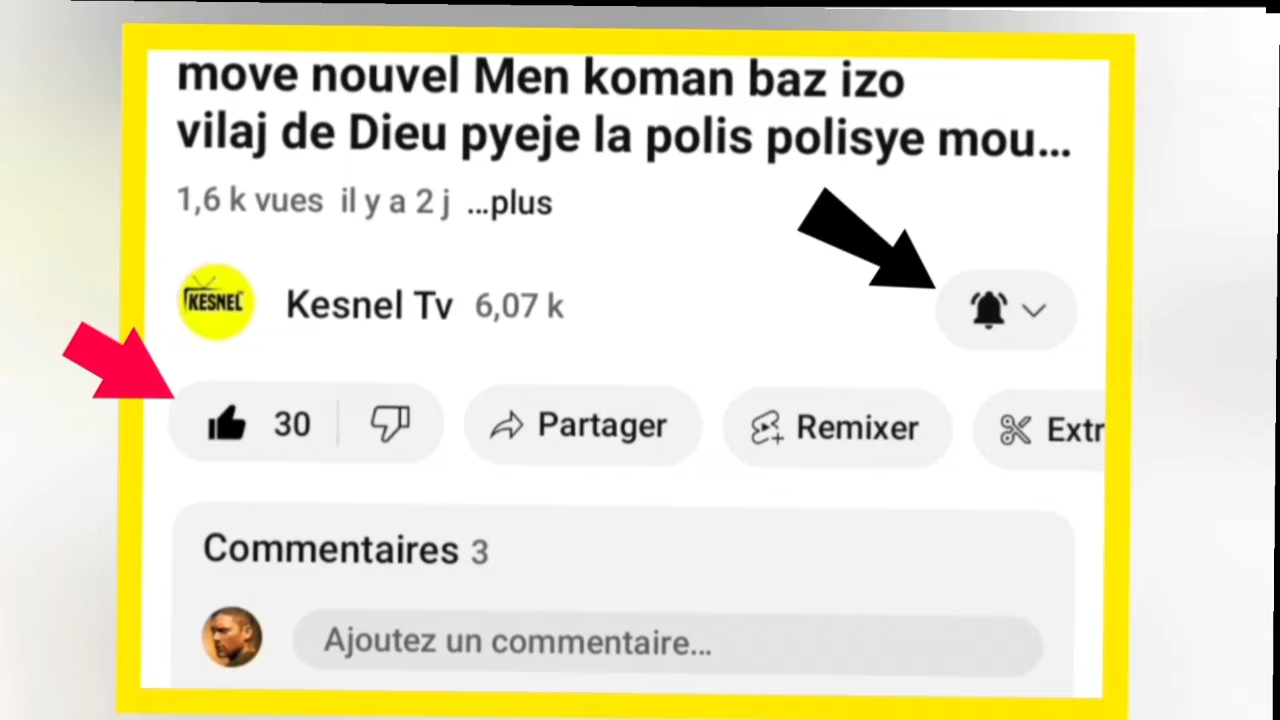 move nouvel Men koman baz izo
vilaj de Dieu pyeje la polis polisye mou...
1,6 k vues il y a 2 j ...plus
KESNEL
Kesnel Tv 6,07 k
30 Partager Remixer Extr
Commentaires 3
Ajoutez un commentaire...